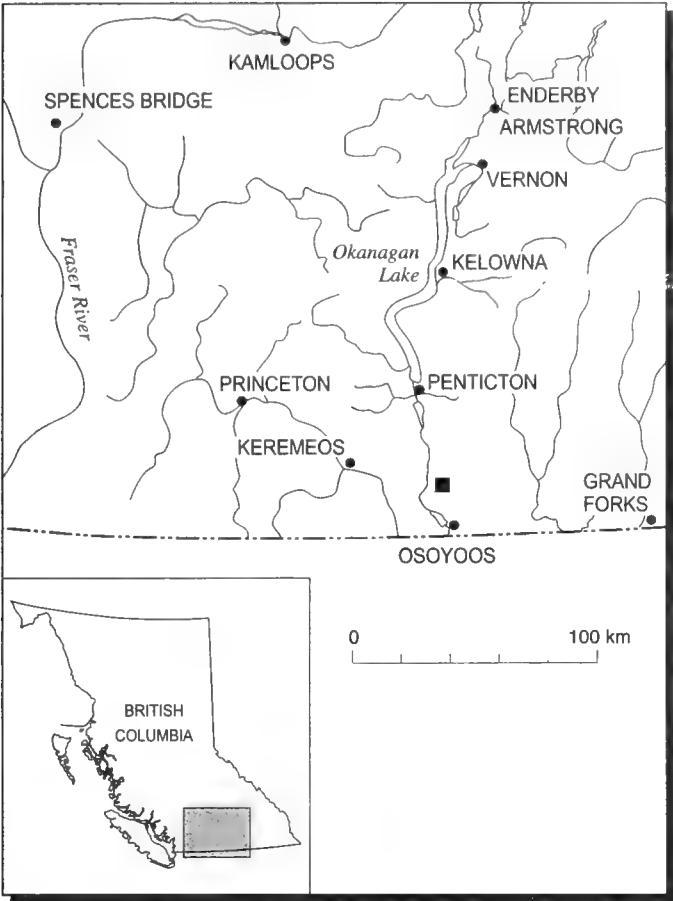 KAMLOOPS
SPENCES BRIDGE
ENDERBY
ARMSTRONG
VERNON
Fraser River
Okanagan
Lake
KELOWNA
PRINCETON
PENTICTON
KEREMEOS
GRAND
FORKS
OSOYOOS
0 100 km
BRITISH
COLUMBIA